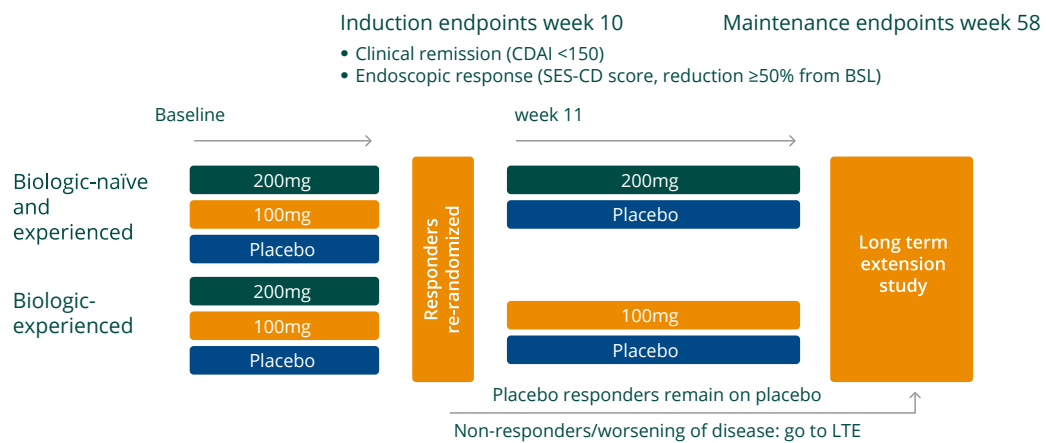 Induction endpoints week 10
• Clinical remission (CDAI <150)
• Endoscopic response (SES-CD score, reduction ≥50% from BSL)
Maintenance endpoints week 58
Baseline
week 11
Biologic-naïve
and
experienced
200mg
100mg
Placebo
Biologic-
experienced
200mg
100mg
Placebo
Responders
re-randomized
200mg
Placebo
100mg
Placebo
Long term
extension
study
Placebo responders remain on placebo
Non-responders/worsening of disease: go to LTE